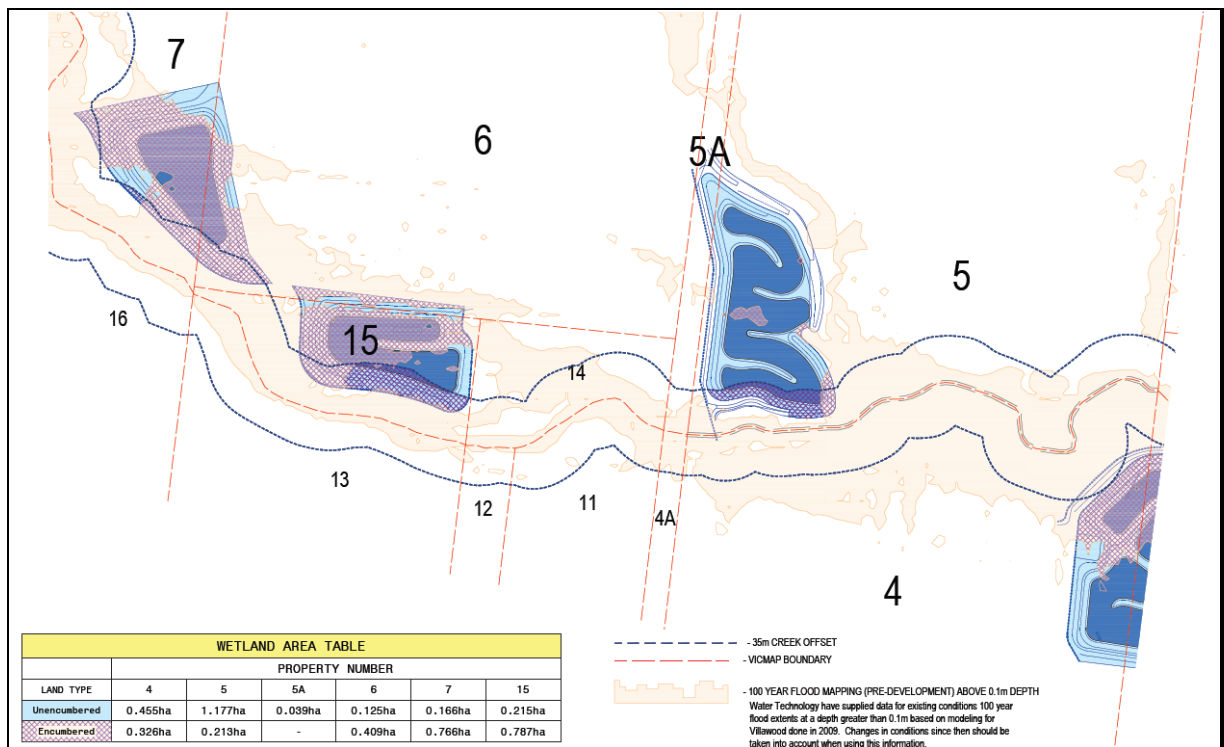 7
6
5A
5
16
15
14
13
12
11
4A
4
WETLAND AREA TABLE
PROPERTY NUMBER
LAND TYPE 4 5 5A 6 7 15
Unencumbered 0.455ha 1.177ha 0.039ha 0.125ha 0.166ha 0.215ha
Encumbered 0.326ha 0.213ha - 0.409ha 0.766ha 0.787ha
- 35m CREEK OFFSET
- VICMAP BOUNDARY
- 100 YEAR FLOOD MAPPING (PRE-DEVELOPMENT) ABOVE 0.1m DEPTH
Water Technology have supplied data for existing conditions 100 year
flood extents at a depth greater than 0.1m based on modeling for
Villawood done in 2009. Changes in conditions since then should be
taken into account when using this information.